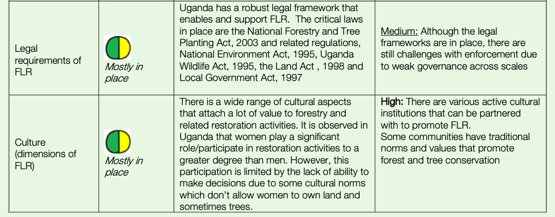 Legal
requirements of
FLR
Mostly in
place
Uganda has a robust legal framework that
enables and support FLR.  The critical laws
in place are the National Forestry and Tree
Planting Act, 2003 and related regulations,
National Environment Act, 1995, Uganda
Wildlife Act, 1995, the Land Act , 1998 and
Local Government Act, 1997
Medium: Although the legal
frameworks are in place, there are
still challenges with enforcement due
to weak governance across scales
Culture
(dimensions of
FLR)
Mostly in
place
There is a wide range of cultural aspects
that attach a lot of value to forestry and
related restoration activities. It is observed in
Uganda that women play a significant
role/participate in restoration activities to
a greater degree than men. However, this
participation is limited by the lack of ability to
make decisions due to some cultural norms
which don't allow women to own land and
sometimes trees.
High: There are various active cultural
institutions that can be partnered
with to promote FLR.
Some communities have traditional
norms and values that promote
forest and tree conservation